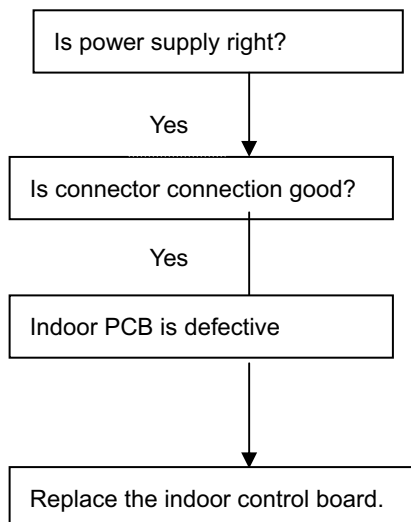 Is power supply right?
Yes
Is connector connection good?
Yes
Indoor PCB is defective
Replace the indoor control board.